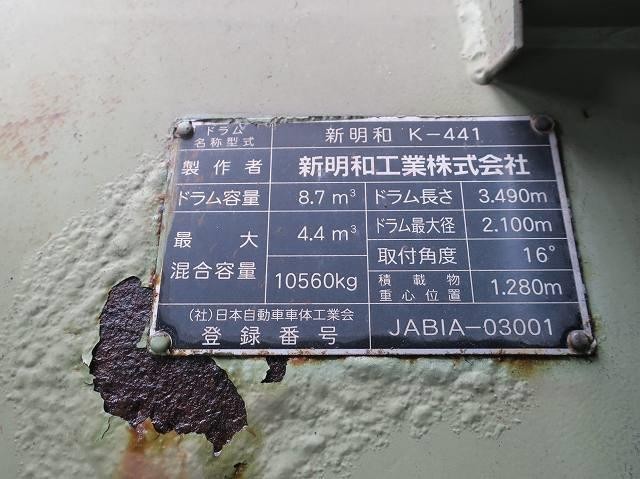 ドラム
名称型式 新明和 K-441
製作者 新明和工業株式会社
ドラム容量 8.7 m³ ドラム長さ 3.490m
最大 4.4 m³ ドラム最大径 2.100m
混合容量 10560kg 取付角度 16°
積載物
重心位置 1.280m
(社)日本自動車車体工業会
登録番号 JABIA-03001